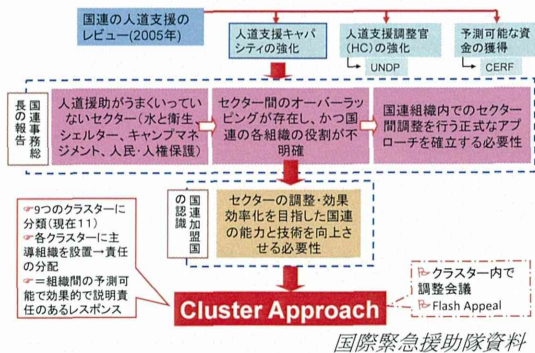 国連の人道支援の
レビュー(2005年)
人道支援キャパ
シティの強化
人道支援調整官
(HC)の強化
予測可能な資
金の獲得
UNDP
CERF
国連事務総
長の報告
人道援助がうまくいってい
ないセクター(水と衛生、
シェルター、キャンプマネ
ジメント、人民・人権保護)
セクター間のオーバーラッ
ピングが存在し、かつ国
連の各組織の役割が不
明確
国連組織内でのセクター
間調整を行う正式なアプ
ローチを確立する必要性
国連加盟国
の認識
セクターの調整・効果
効率化を目指した国連
の能力と技術を向上さ
せる必要性
☞9つのクラスターに
分類(現在11)
☞各クラスターに主
導組織を設置→責任
の分配
☞=組織間の予測可
能で効果的で説明責
任のあるレスポンス
Cluster Approach
クラスター内で
調整会議
Flash Appeal
国際緊急援助隊資料